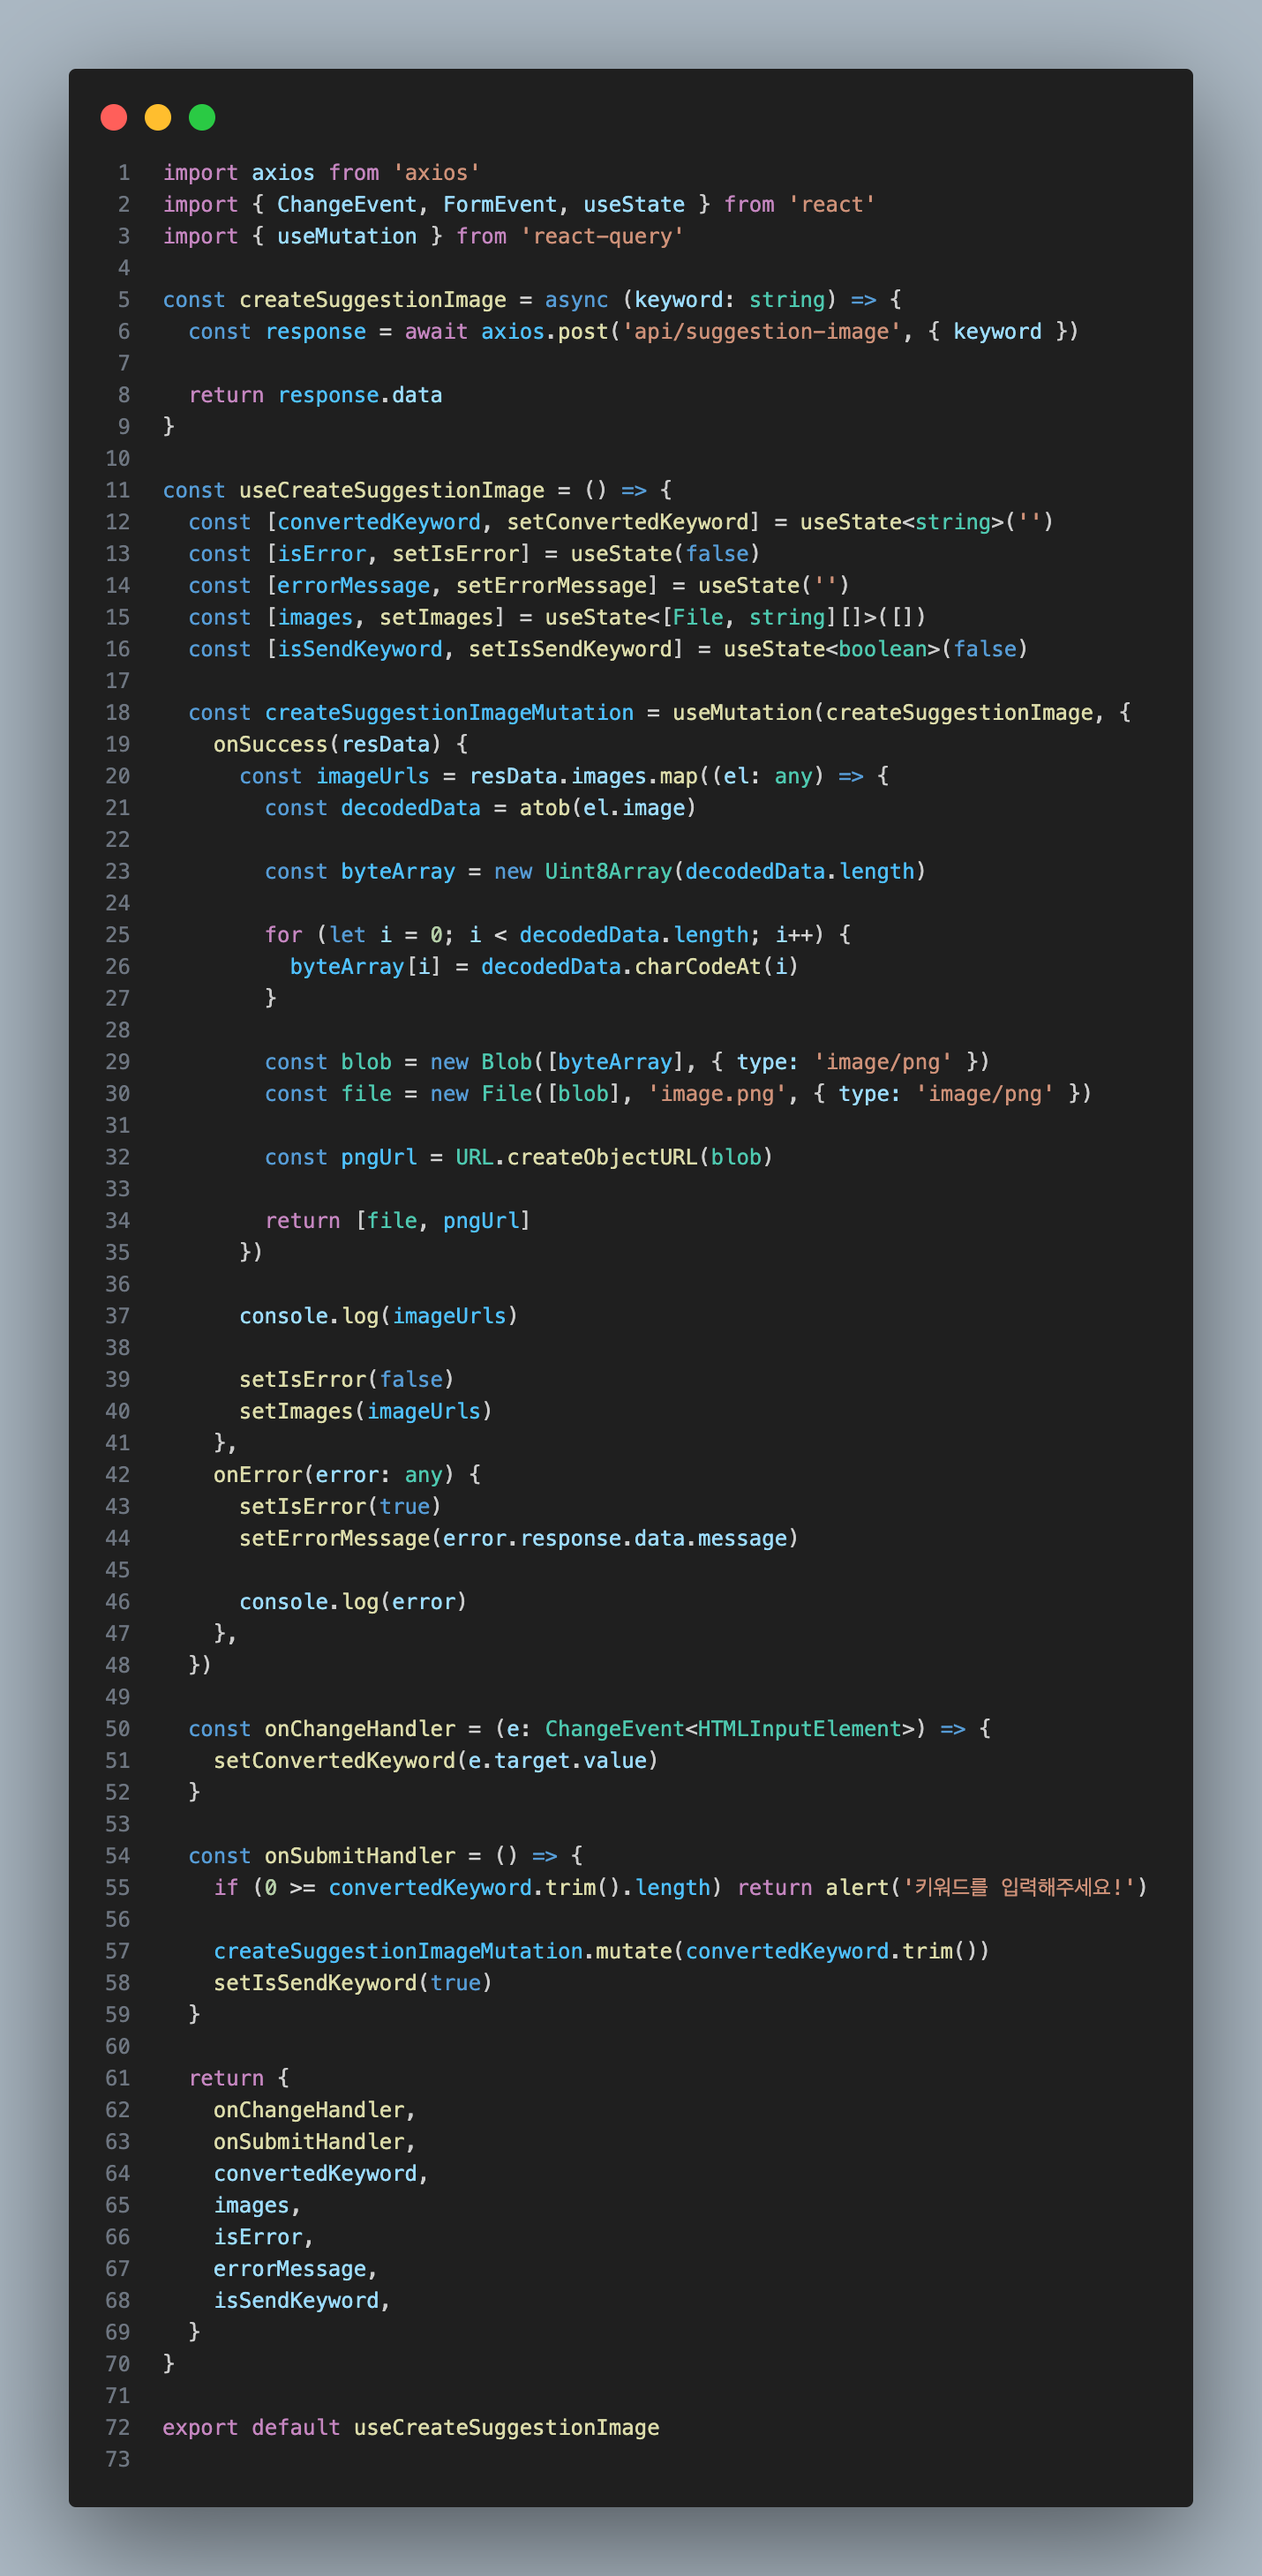 1 import axios from 'axios'
2 import { ChangeEvent, FormEvent, useState } from 'react'
3 import { useMutation } from 'react-query'
4
5 const createSuggestionImage = async (keyword: string) => {
6   const response = await axios.post('api/suggestion-image', { keyword })
7
8   return response.data
9 }
10
11 const useCreateSuggestionImage = () => {
12   const [convertedKeyword, setConvertedKeyword] = useState<string>('')
13   const [isError, setIsError] = useState(false)
14   const [errorMessage, setErrorMessage] = useState('')
15   const [images, setImages] = useState<[File, string][]>([])
16   const [isSendKeyword, setIsSendKeyword] = useState<boolean>(false)
17
18   const createSuggestionImageMutation = useMutation(createSuggestionImage, {
19     onSuccess(resData) {
20       const imageUrls = resData.images.map((el: any) => {
21         const decodedData = atob(el.image)
22
23         const byteArray = new Uint8Array(decodedData.length)
24
25         for (let i = 0; i < decodedData.length; i++) {
26           byteArray[i] = decodedData.charCodeAt(i)
27         }
28
29         const blob = new Blob([byteArray], { type: 'image/png' })
30         const file = new File([blob], 'image.png', { type: 'image/png' })
31
32         const pngUrl = URL.createObjectURL(blob)
33
34         return [file, pngUrl]
35       })
36
37       console.log(imageUrls)
38
39       setIsError(false)
40       setImages(imageUrls)
41     },
42     onError(error: any) {
43       setIsError(true)
44       setErrorMessage(error.response.data.message)
45
46       console.log(error)
47     },
48   })
49
50   const onChangeHandler = (e: ChangeEvent<HTMLInputElement>) => {
51     setConvertedKeyword(e.target.value)
52   }
53
54   const onSubmitHandler = () => {
55     if (0 >= convertedKeyword.trim().length) return alert('키워드를 입력해주세요!')
56
57     createSuggestionImageMutation.mutate(convertedKeyword.trim())
58     setIsSendKeyword(true)
59   }
60
61   return {
62     onChangeHandler,
63     onSubmitHandler,
64     convertedKeyword,
65     images,
66     isError,
67     errorMessage,
68     isSendKeyword,
69   }
70 }
71
72 export default useCreateSuggestionImage
73